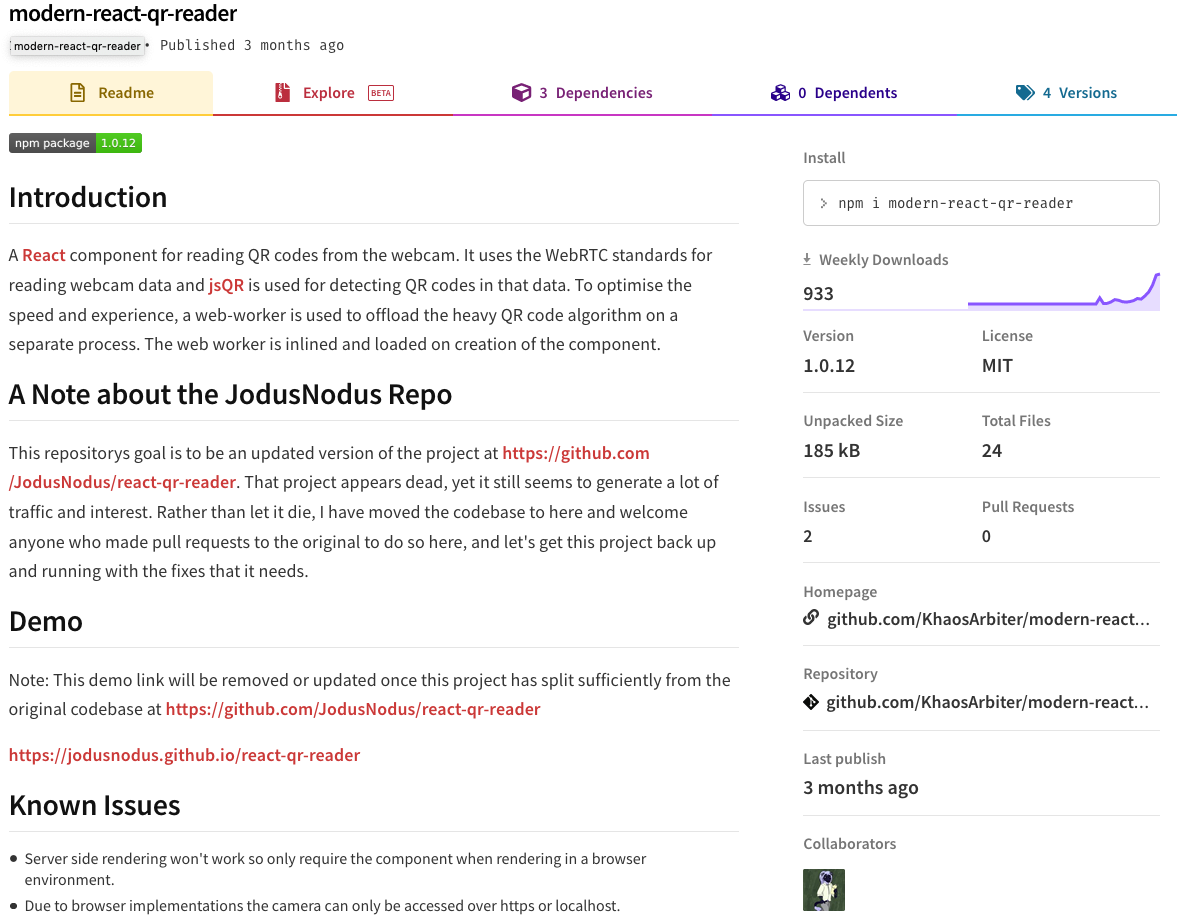 modern-react-qr-reader
modern-react-qr-reader • Published 3 months ago
Readme
Explore BETA
3 Dependencies
0 Dependents
4 Versions
npm package 1.0.12
Introduction
A React component for reading QR codes from the webcam. It uses the WebRTC standards for
reading webcam data and jsQR is used for detecting QR codes in that data. To optimise the
speed and experience, a web-worker is used to offload the heavy QR code algorithm on a
separate process. The web worker is inlined and loaded on creation of the component.
A Note about the JodusNodus Repo
This repositorys goal is to be an updated version of the project at https://github.com
/JodusNodus/react-qr-reader. That project appears dead, yet it still seems to generate a lot of
traffic and interest. Rather than let it die, I have moved the codebase to here and welcome
anyone who made pull requests to the original to do so here, and let's get this project back up
and running with the fixes that it needs.
Demo
Note: This demo link will be removed or updated once this project has split sufficiently from the
original codebase at https://github.com/JodusNodus/react-qr-reader
https://jodusnodus.github.io/react-qr-reader
Known Issues
• Server side rendering won't work so only require the component when rendering in a browser
environment.
• Due to browser implementations the camera can only be accessed over https or localhost.
Install
> npm i modern-react-qr-reader
Weekly Downloads
933
Version
1.0.12
License
MIT
Unpacked Size
185 kB
Total Files
24
Issues
2
Pull Requests
0
Homepage
github.com/KhaosArbiter/modern-react...
Repository
github.com/KhaosArbiter/modern-react...
Last publish
3 months ago
Collaborators